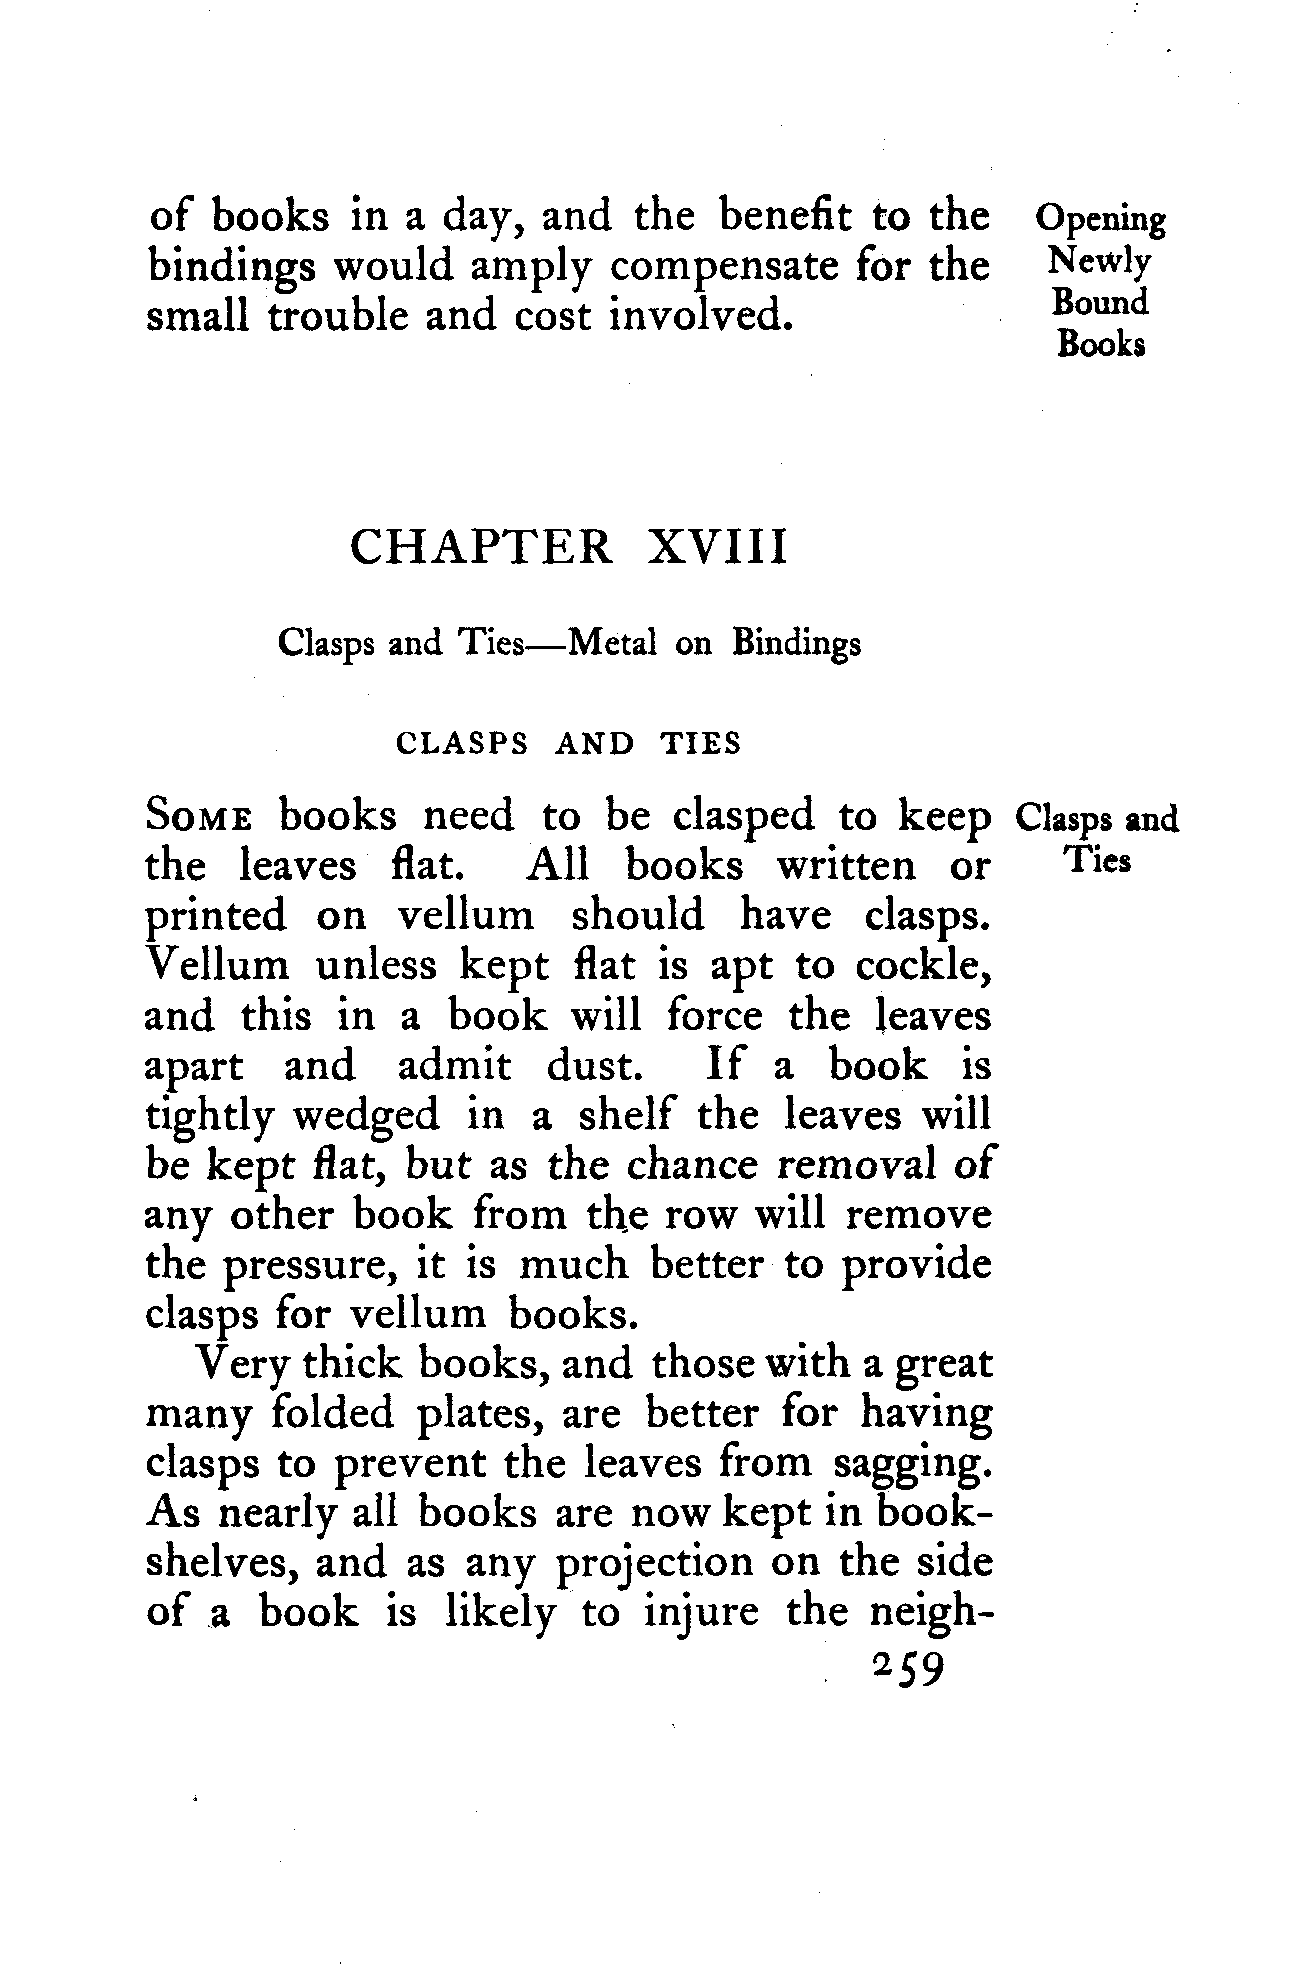 of books in a day, and the benefit to the
bindings would amply compensate for the
small trouble and cost involved.
Opening
Newly
Bound
Books
CHAPTER XVIII
Clasps and Ties—Metal on Bindings
CLASPS AND TIES
SOME books need to be clasped to keep
the leaves flat. All books written or
printed on vellum should have clasps.
Vellum unless kept flat is apt to cockle,
and this in a book will force the leaves
apart and admit dust. If a book is
tightly wedged in a shelf the leaves will
be kept flat, but as the chance removal of
any other book from the row will remove
the pressure, it is much better to provide
clasps for vellum books.
Clasps and
Ties
Very thick books, and those with a great
many folded plates, are better for having
clasps to prevent the leaves from sagging.
As nearly all books are now kept in book-
shelves, and as any projection on the side
of a book is likely to injure the neigh-
259